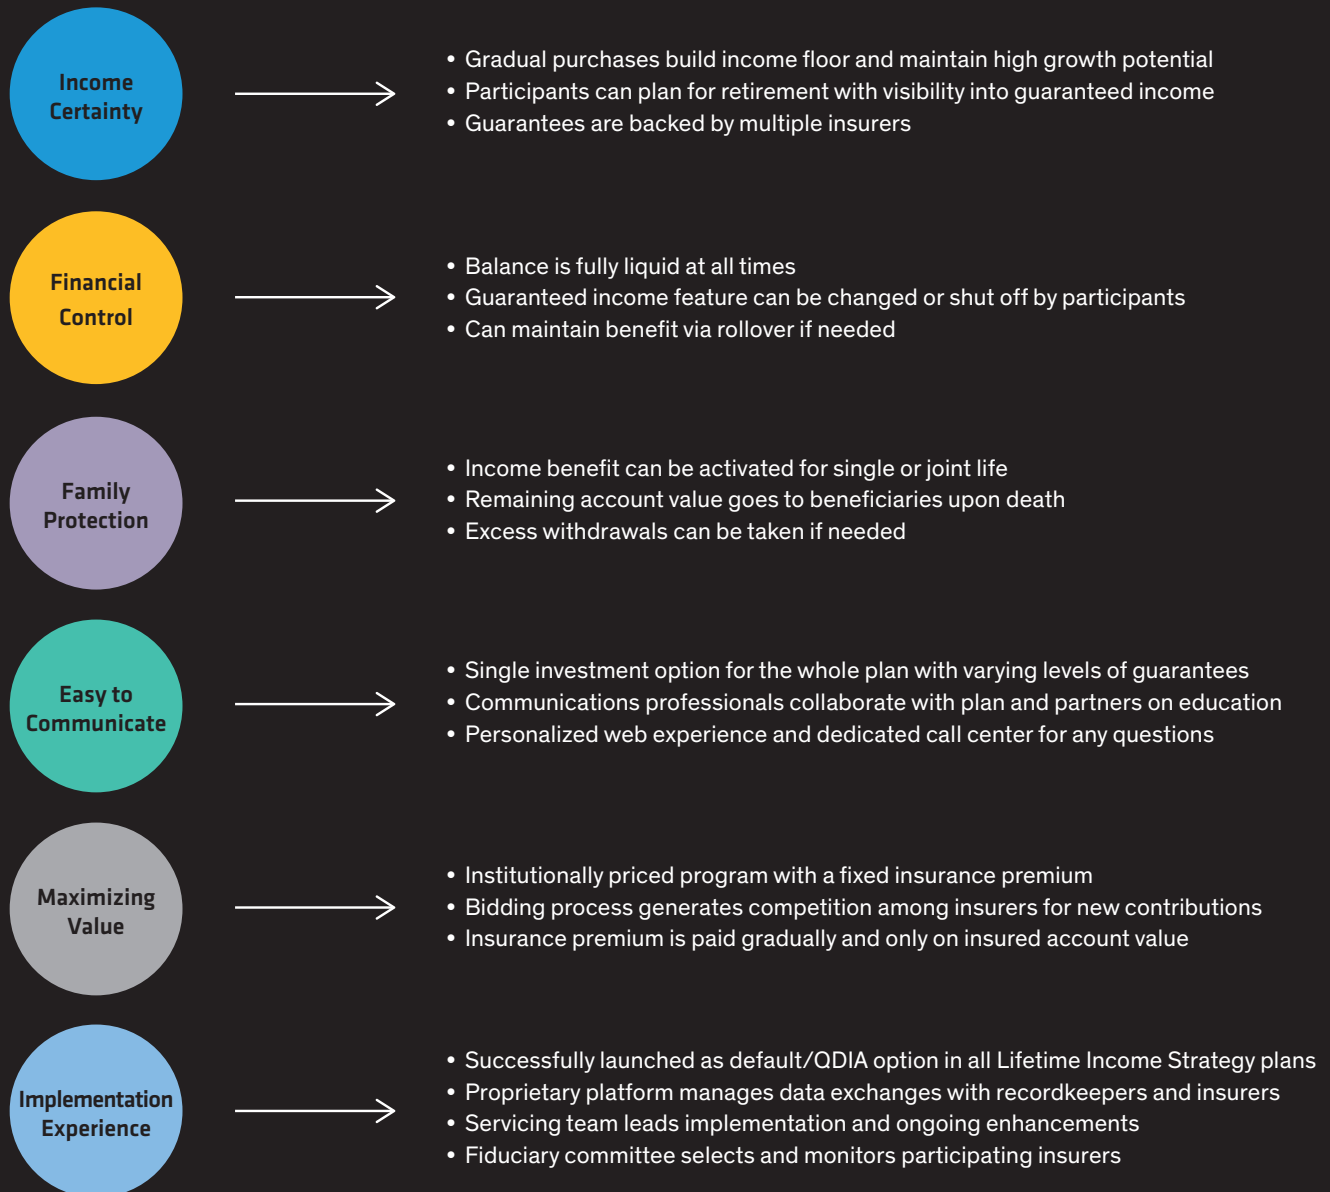 Income
Certainty
• Gradual purchases build income floor and maintain high growth potential
• Participants can plan for retirement with visibility into guaranteed income
• Guarantees are backed by multiple insurers
Financial
Control
• Balance is fully liquid at all times
• Guaranteed income feature can be changed or shut off by participants
• Can maintain benefit via rollover if needed
Family
Protection
• Income benefit can be activated for single or joint life
• Remaining account value goes to beneficiaries upon death
• Excess withdrawals can be taken if needed
Easy to
Communicate
• Single investment option for the whole plan with varying levels of guarantees
• Communications professionals collaborate with plan and partners on education
• Personalized web experience and dedicated call center for any questions
Maximizing
Value
• Institutionally priced program with a fixed insurance premium
• Bidding process generates competition among insurers for new contributions
• Insurance premium is paid gradually and only on insured account value
Implementation
Experience
• Successfully launched as default/QDIA option in all Lifetime Income Strategy plans
• Proprietary platform manages data exchanges with recordkeepers and insurers
• Servicing team leads implementation and ongoing enhancements
• Fiduciary committee selects and monitors participating insurers